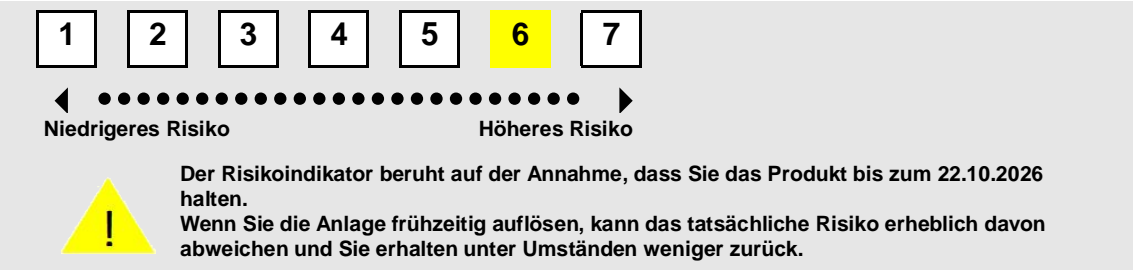 1 2 3 4 5 6 7
Niedrigeres Risiko Höheres Risiko
Der Risikoindikator beruht auf der Annahme, dass Sie das Produkt bis zum 22.10.2026
halten.
Wenn Sie die Anlage frühzeitig auflösen, kann das tatsächliche Risiko erheblich davon
abweichen und Sie erhalten unter Umständen weniger zurück.
!